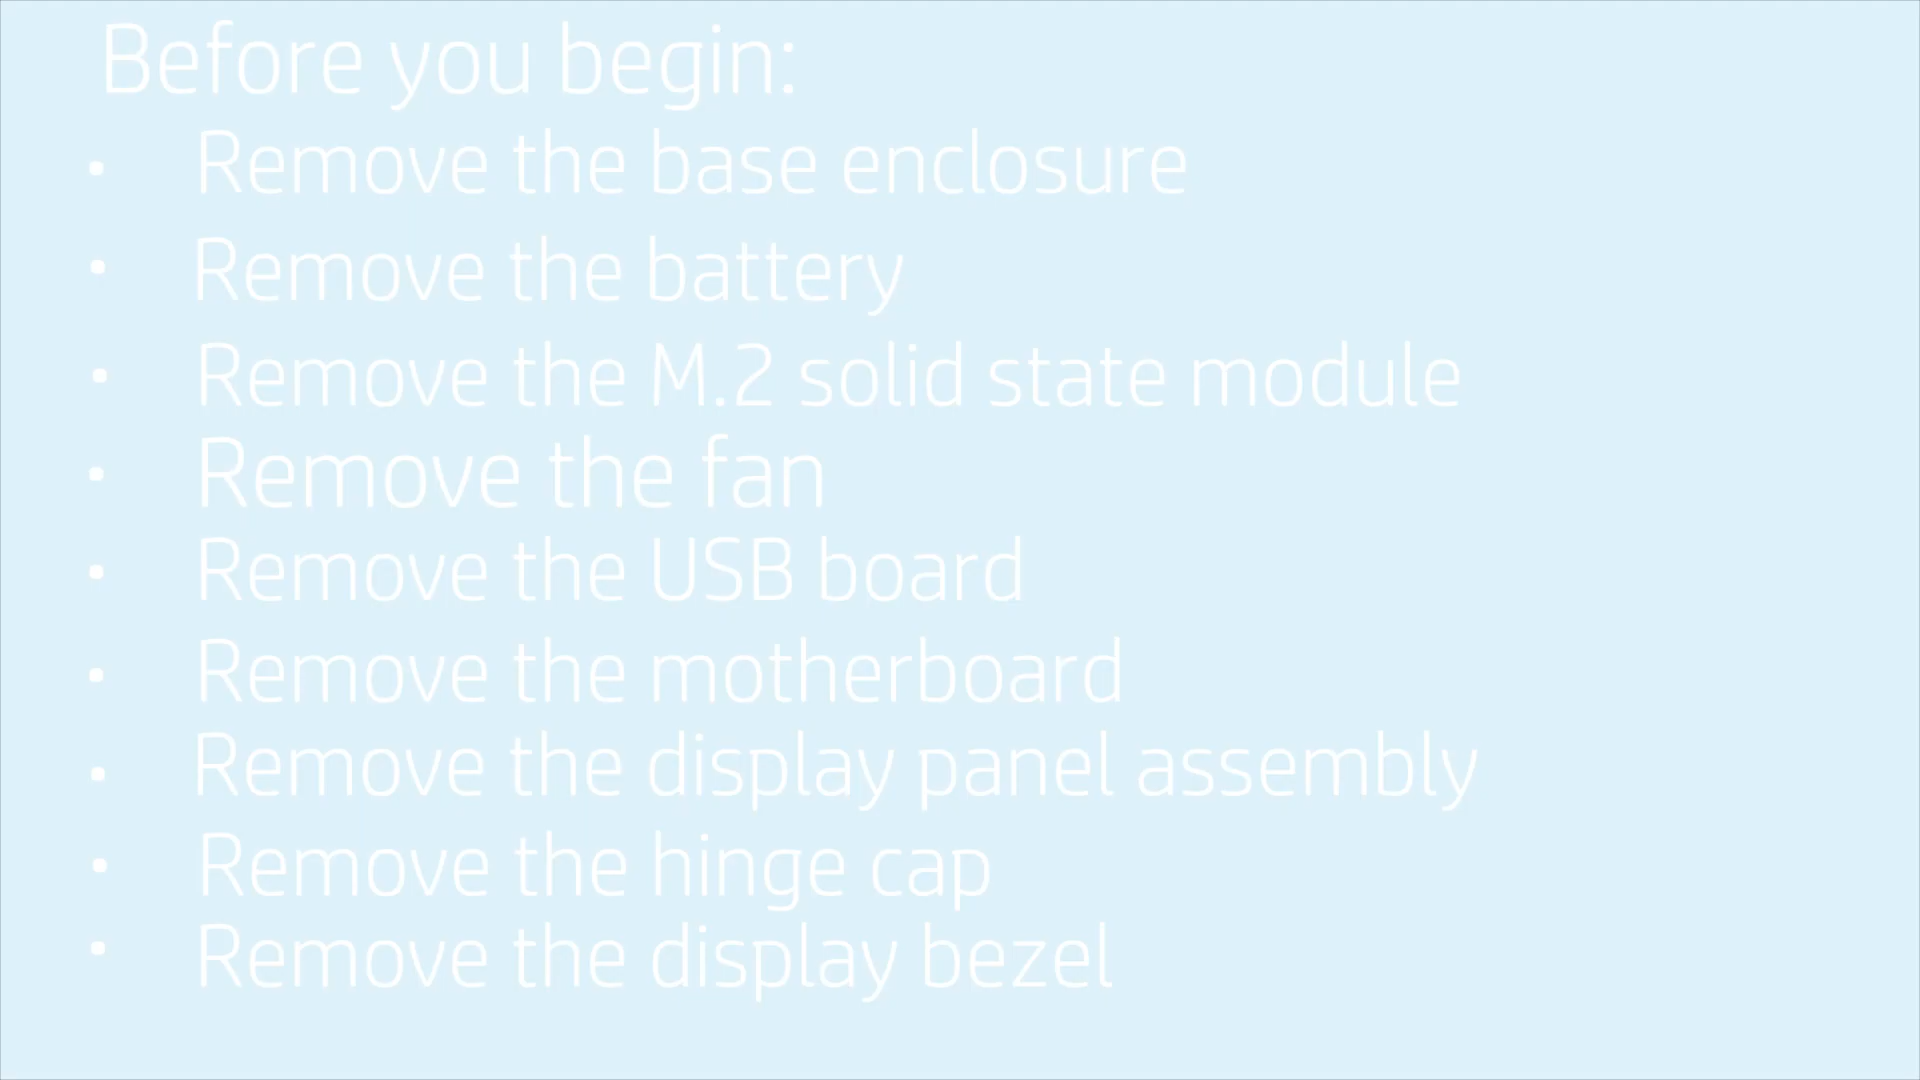 Before you begin:
• Remove the base enclosure
• Remove the battery
• Remove the M.2 solid state module
• Remove the fan
• Remove the USB board
• Remove the motherboard
• Remove the display panel assembly
• Remove the hinge cap
• Remove the display bezel